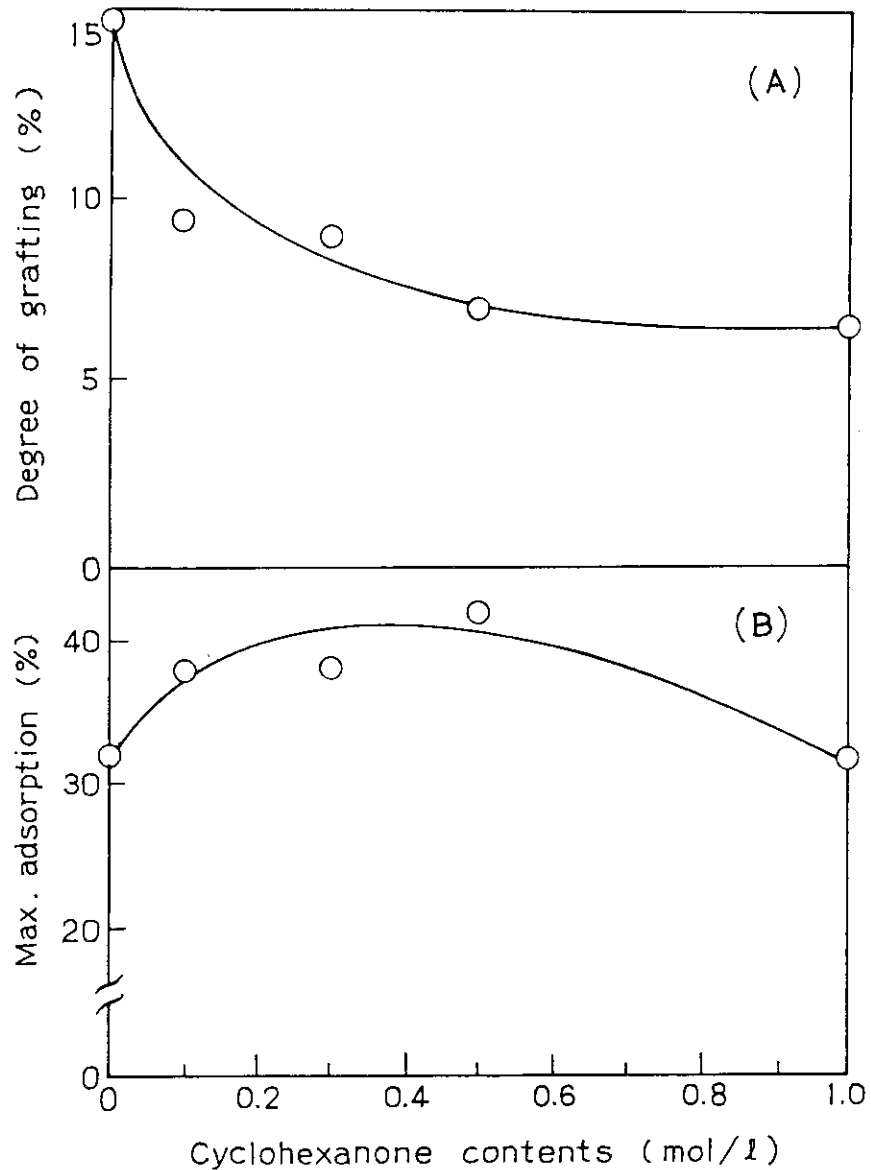 Degree of grafting (%)
15
10
5
0
(A)
Max. adsorption (%)
40
30
20
0
(B)
0 0.2 0.4 0.6 0.8 1.0
Cyclohexanone contents (mol/l)